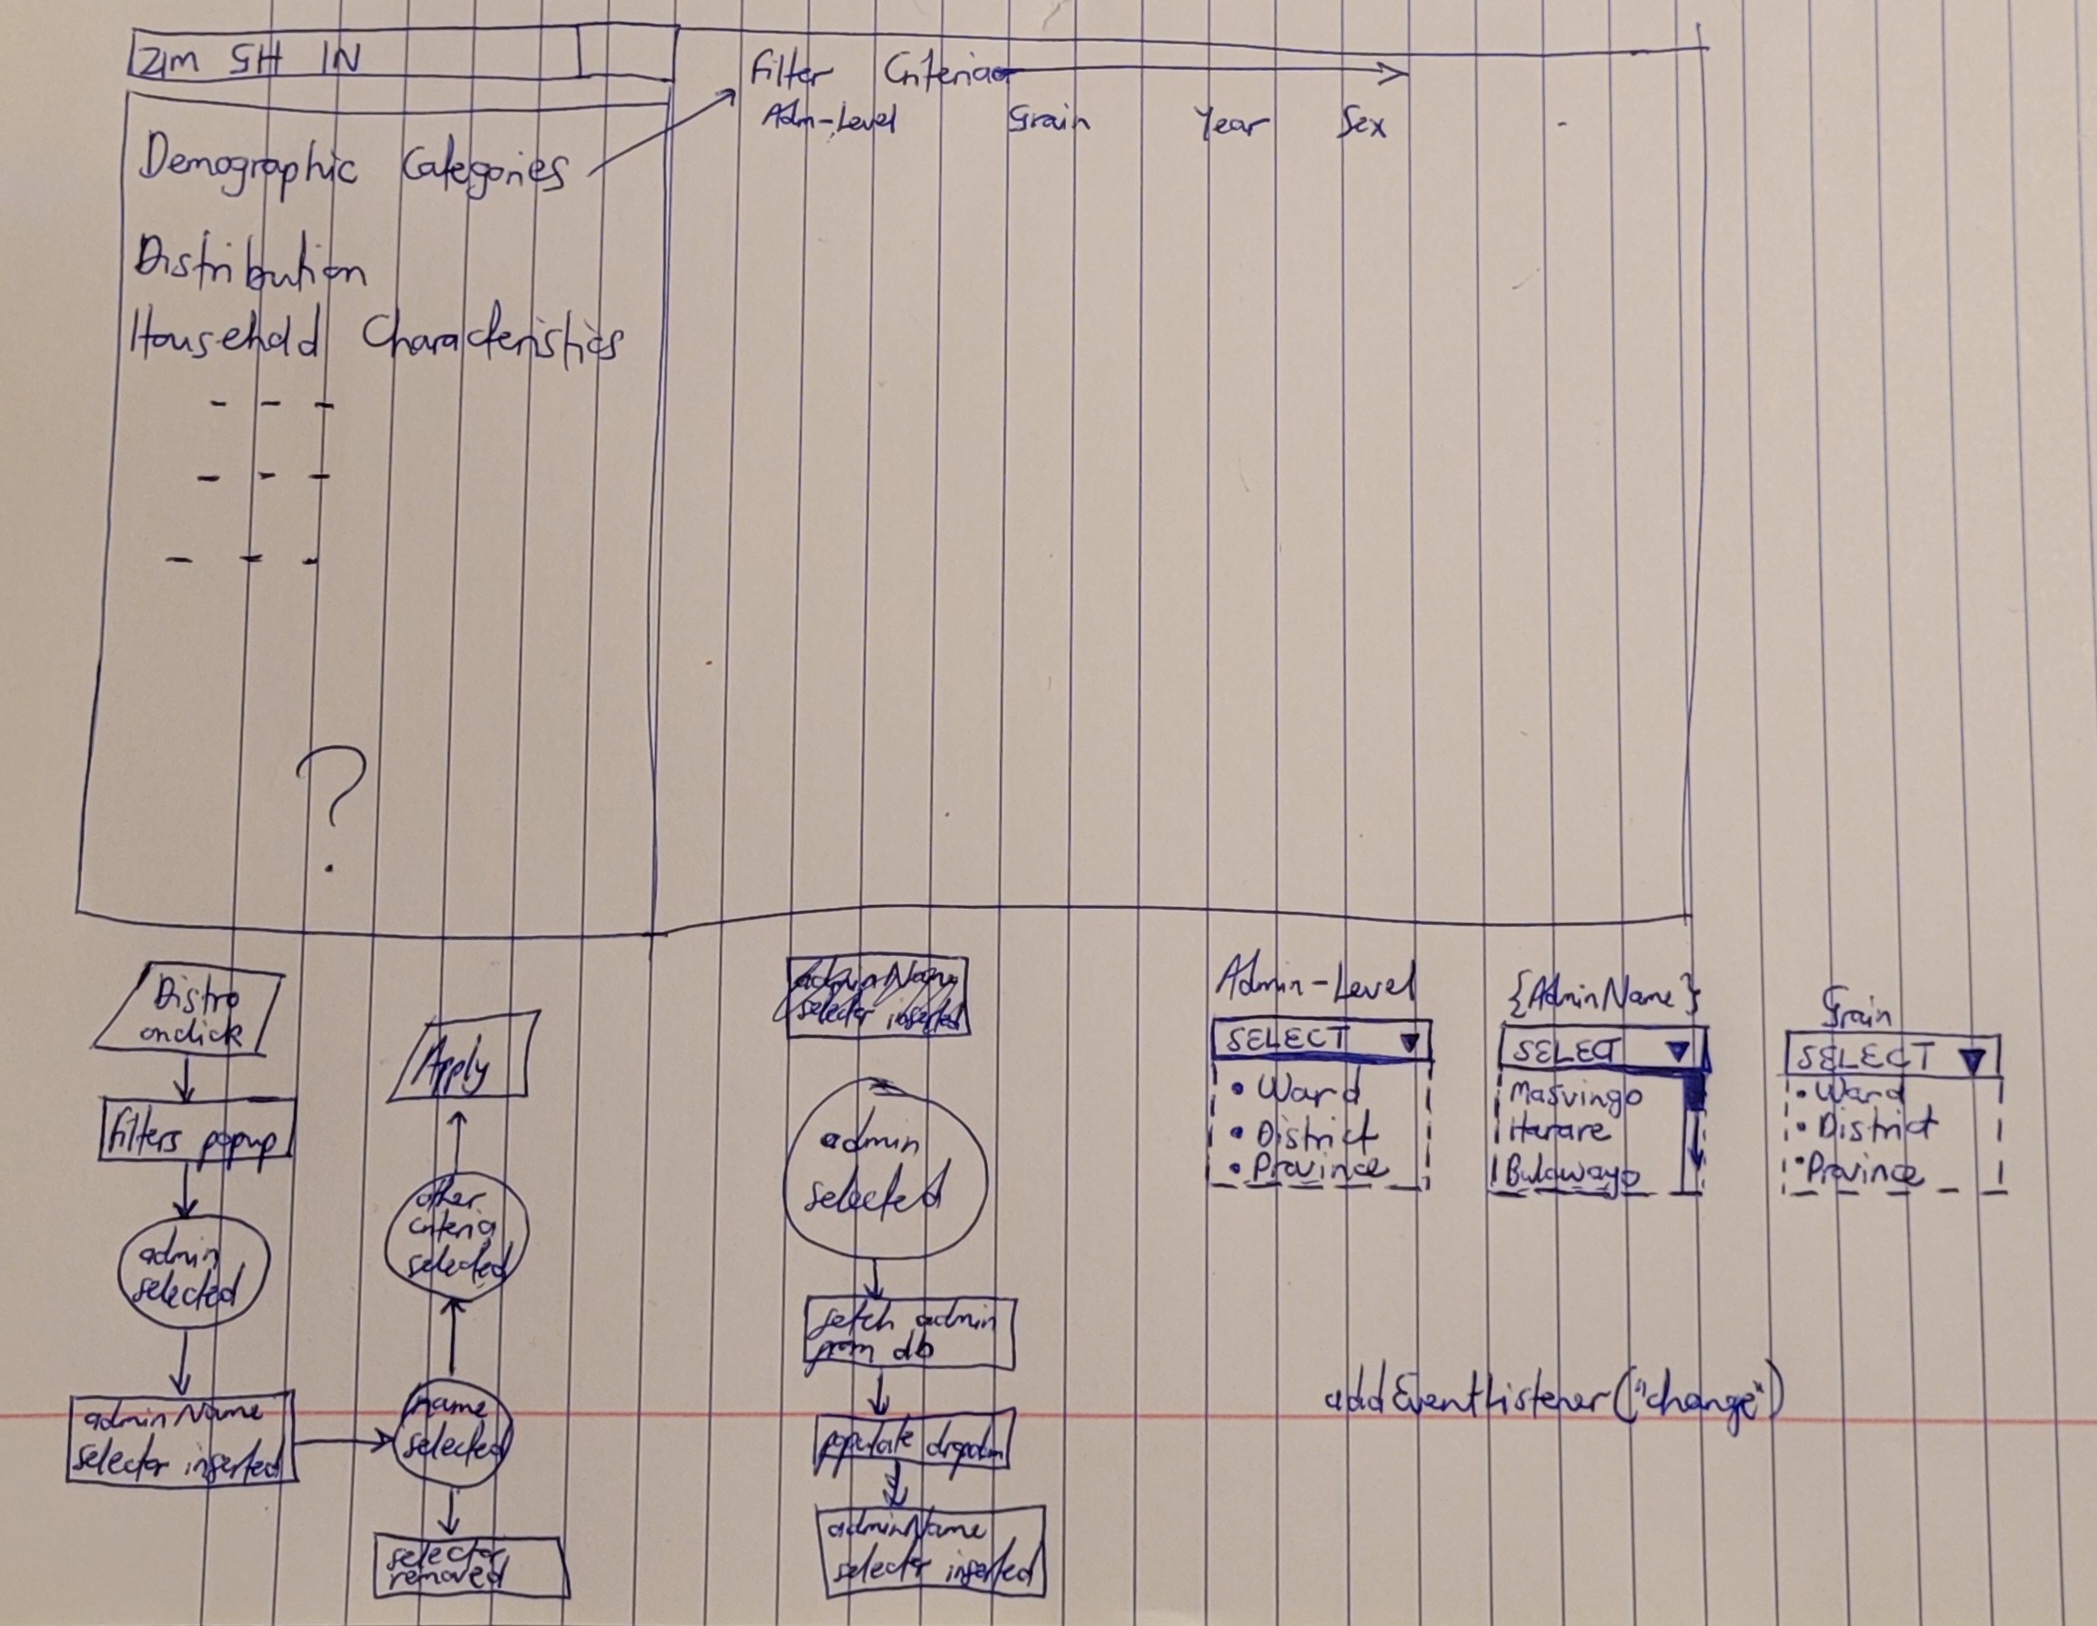 ZIM SH IN
Filter Criteria
Adm-Level Grain Year Sex -
Demographic Categories
Distribution
Household Characteristics
- - -
- - -
- - -
?
Distro
onclick
filters popup
admin
selected
adminName
selector inserted
name
selected
selector
removed
other
criteria
selected
Apply
adminName
selector inserted
admin
selected
fetch admin
from db
populate dropdn
adminName
selector inserted
Admin-Level
SELECT ▼
• Ward
• District
• Province
{AdminName}
SELECT ▼
Masvingo
Harare
Bulawayo
Grain
SELECT ▼
• Ward
• District
• Province
addEventListener("change")